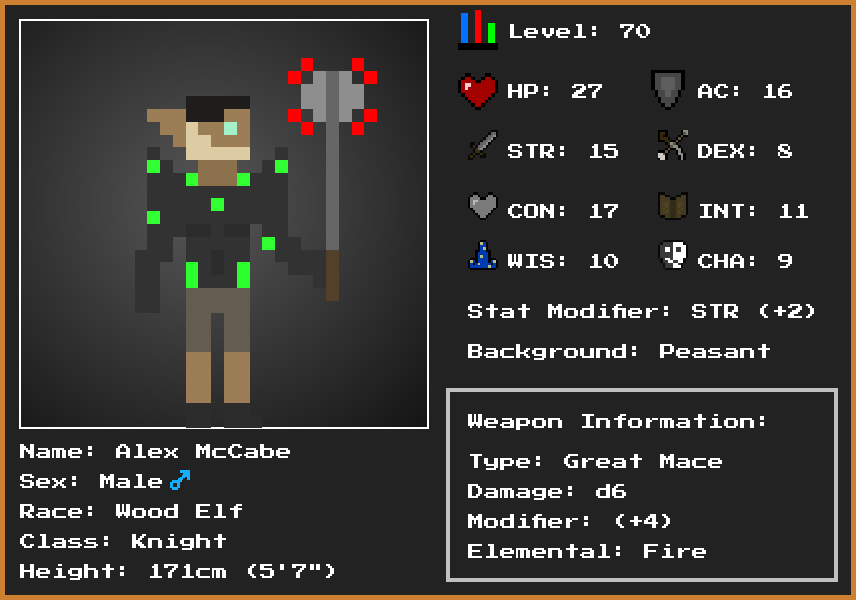 Level: 70
HP: 27 AC: 16
STR: 15 DEX: 8
CON: 17 INT: 11
WIS: 10 CHA: 9
Stat Modifier: STR (+2)
Background: Peasant
Weapon Information:
Type: Great Mace
Damage: d6
Modifier: (+4)
Elemental: Fire
Name: Alex McCabe
Sex: Male ♂
Race: Wood Elf
Class: Knight
Height: 171cm (5'7")